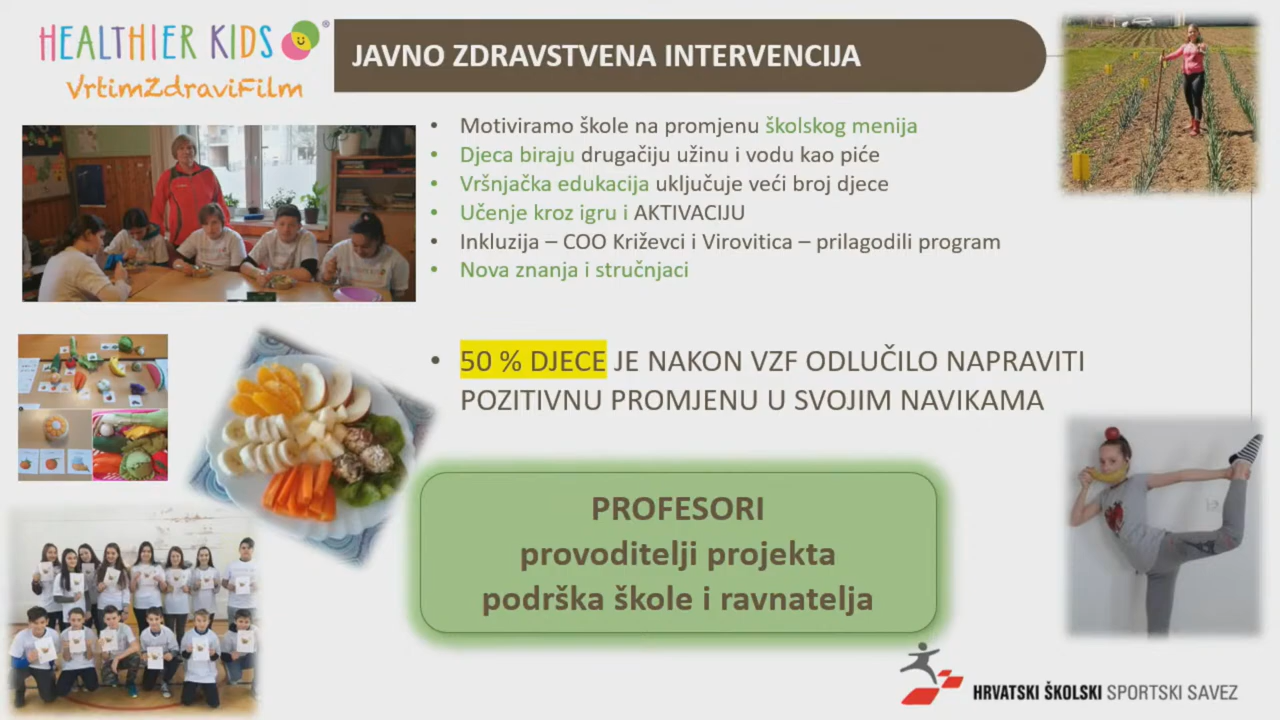 HEALTHIER KIDS ®
VrtimZdraviFilm
JAVNO ZDRAVSTVENA INTERVENCIJA
• Motiviramo škole na promjenu školskog menija
• Djeca biraju drugačiju užinu i vodu kao piće
• Vršnjačka edukacija uključuje veći broj djece
• Učenje kroz igru i AKTIVACIJU
• Inkluzija – COO Križevci i Virovitica – prilagodili program
• Nova znanja i stručnjaci
• 50 % DJECE JE NAKON VZF ODLUČILO NAPRAVITI
POZITIVNU PROMJENU U SVOJIM NAVIKAMA
PROFESORI
provoditelji projekta
podrška škole i ravnatelja
HRVATSKI ŠKOLSKI SPORTSKI SAVEZ